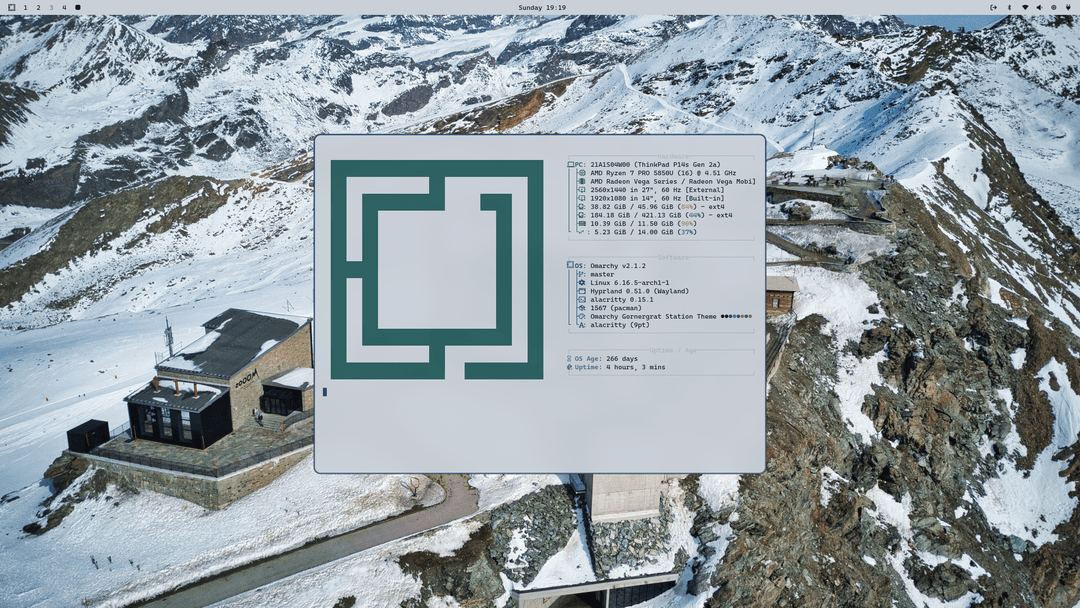 1 2 3 4
Sunday 19:19
PC: 21A1S04W00 (ThinkPad P14s Gen 2a)
AMD Ryzen 7 PRO 5850U (16) @ 4.51 GHz
AMD Radeon Vega Series / Radeon Vega Mobi]
2560x1440 in 27", 60 Hz [External]
1920x1080 in 14", 60 Hz [Built-in]
38.82 GiB / 45.96 GiB (84%) - ext4
184.18 GiB / 421.13 GiB (44%) - ext4
10.39 GiB / 11.50 GiB (90%)
: 5.23 GiB / 14.00 GiB (37%)
Software
OS: Omarchy v2.1.2
: master
Linux 6.16.5-arch1-1
Hyprland 0.51.0 (Wayland)
alacritty 0.15.1
1567 (pacman)
Omarchy Gornergrat Station Theme
: alacritty (9pt)
Uptime / Age
OS Age: 266 days
Uptime: 4 hours, 3 mins
ZOOOM